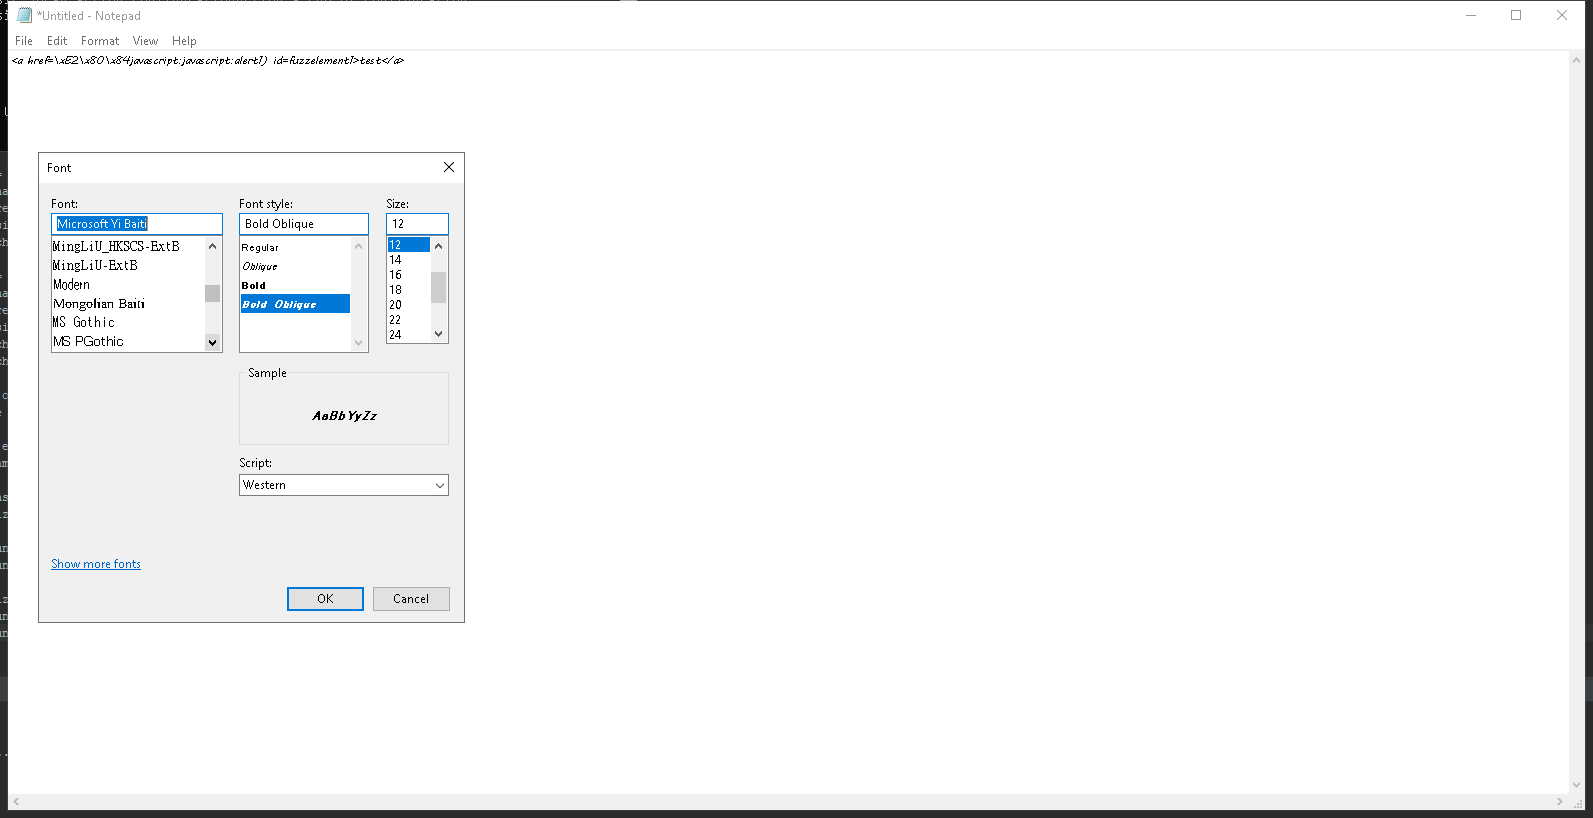 *Untitled - Notepad
File Edit Format View Help
<a href=\xE2\x80\x84javascript:javascript:alert1) id=fuzzelement1>test</a>
Font
Font: Font style: Size:
Microsoft Yi Baiti Bold Oblique 12
MingLiU_HKSCS-ExtB Regular 12
MingLiU-ExtB Oblique 14
Modern Bold 16
Mongolian Baiti Bold Oblique 18
MS Gothic 20
MS PGothic 22
24
Sample
AaBbYyZz
Script:
Western
Show more fonts
OK Cancel